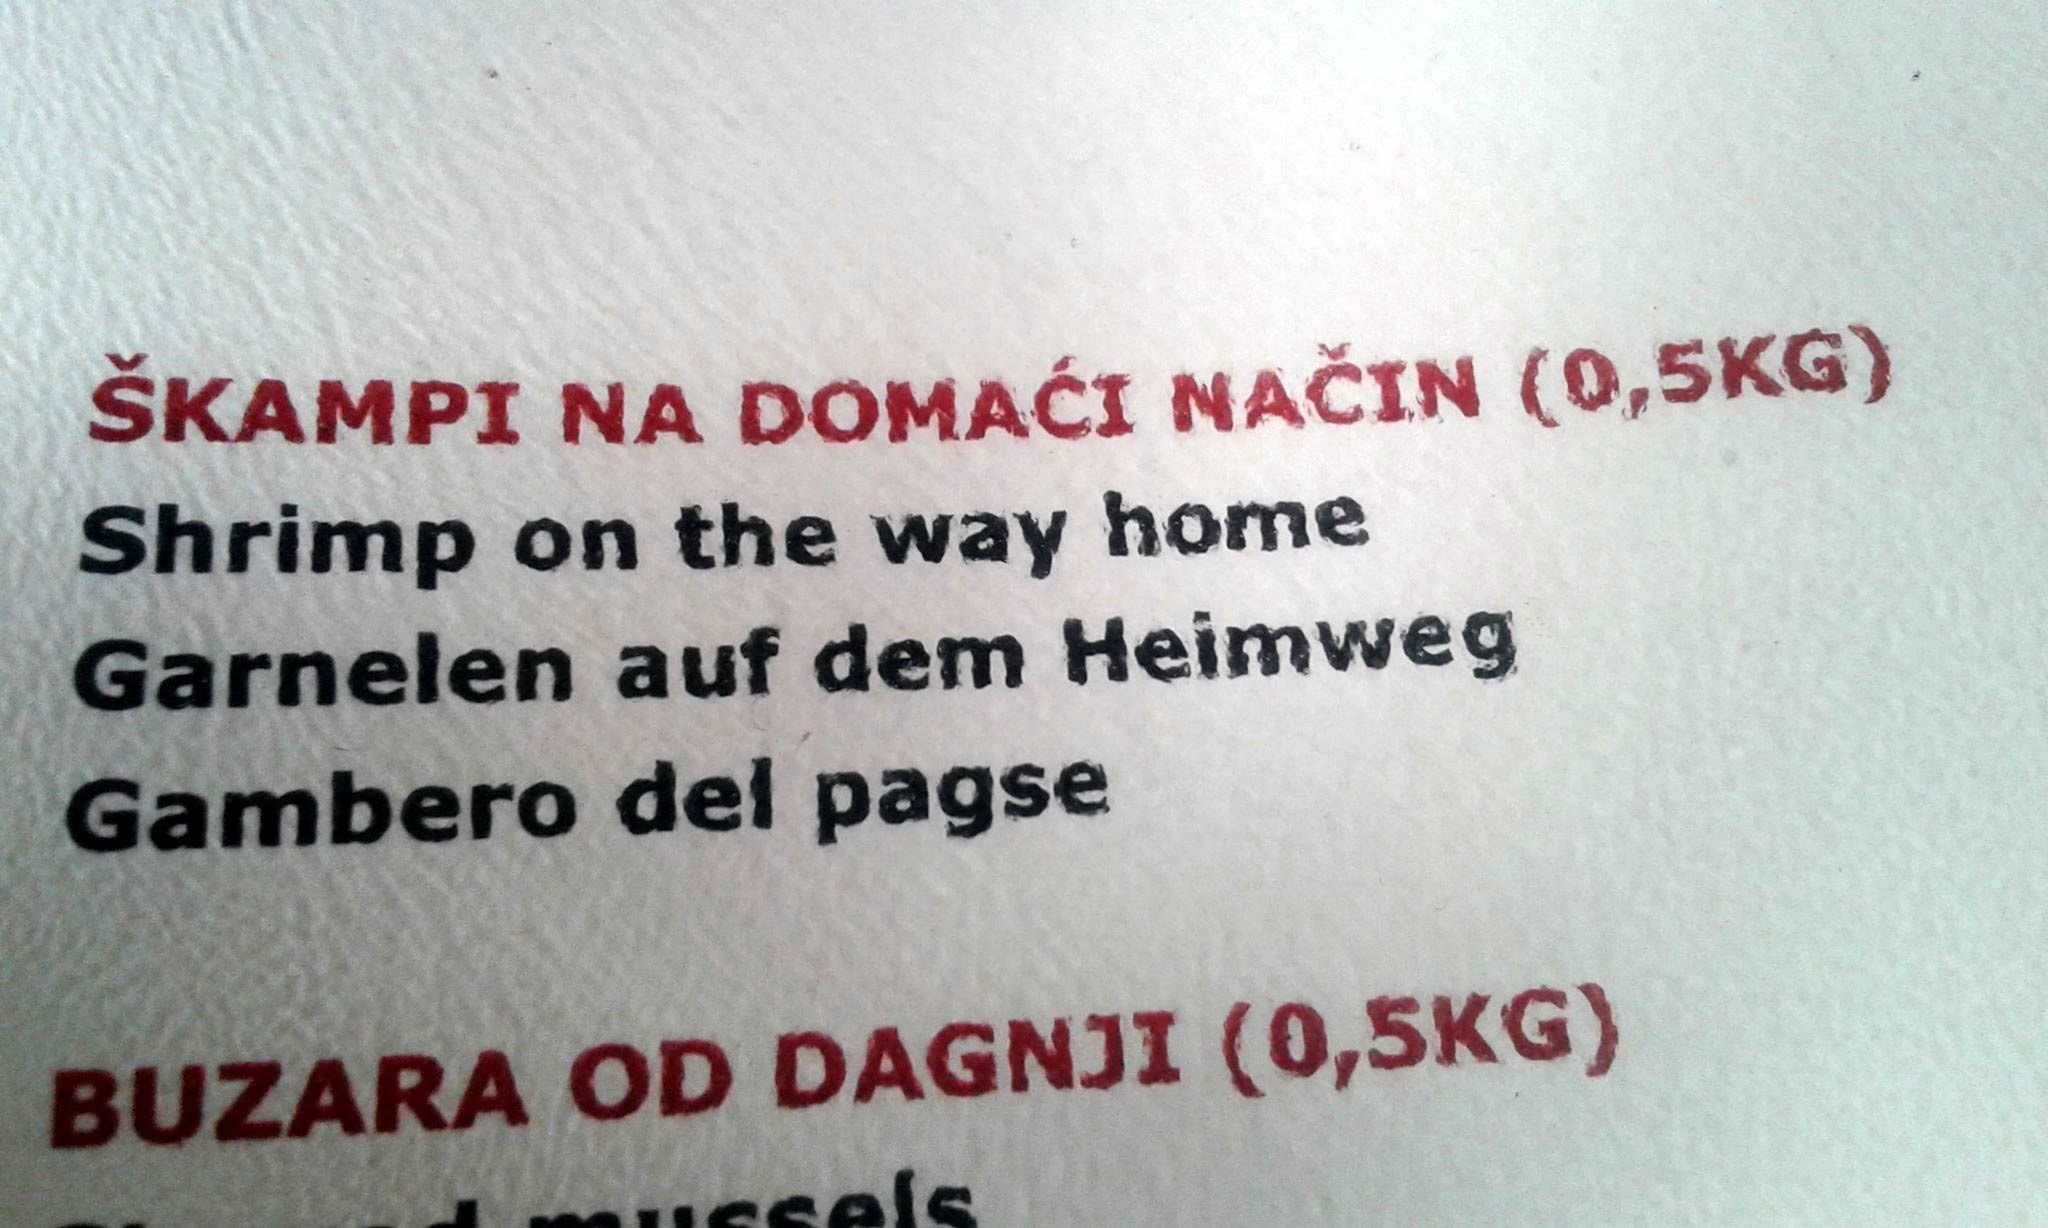 ŠKAMPI NA DOMAĆI NAČIN (0,5KG)
Shrimp on the way home
Garnelen auf dem Heimweg
Gambero del pagse
BUZARA OD DAGNJI (0,5KG)
mussels